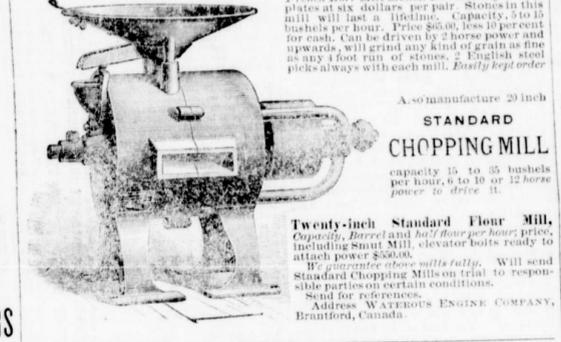 plates at six dollars per pair. Stones in this
mill will last a lifetime. Capacity, 5 to 15
bushels per hour. Price $65.00, less 10 per cent
for cash. Can be driven by 2 horse power and
upwards, will grind any kind of grain as fine
as any 4 foot run of stones. 2 English steel
picks always with each mill. Easily kept order
Also manufacture 20 inch
STANDARD
CHOPPING MILL
capacity 15 to 35 bushels
per hour, 6 to 10 or 12 horse
power to drive it.
Twenty-inch Standard Flour Mill,
Capacity, Barrel and half flour per hour; price,
including Smut Mill, elevator bolts ready to
attach power $550.00.
We guarantee above mills fully. Will send
Standard Chopping Mills on trial to respon-
sible parties on certain conditions.
Send for references.
Address WATEROUS ENGINE COMPANY,
Brantford, Canada.